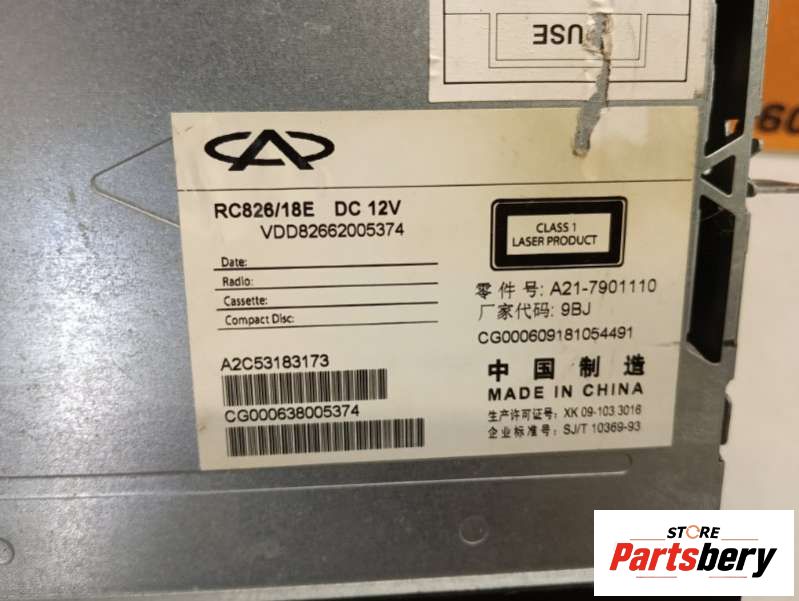 FUSE
60
RC826/18E DC 12V
VDD82662005374
Date:
Radio:
Cassette:
Compact Disc:
CLASS 1
LASER PRODUCT
零件号: A21-7901110
厂家代码: 9BJ
CG000609181054491
A2C53183173
CG000638005374
中国制造
MADE IN CHINA
生产许可证号: XK 09-103 3016
企业标准号: SJ/T 10369-93
STORE
Partsbery